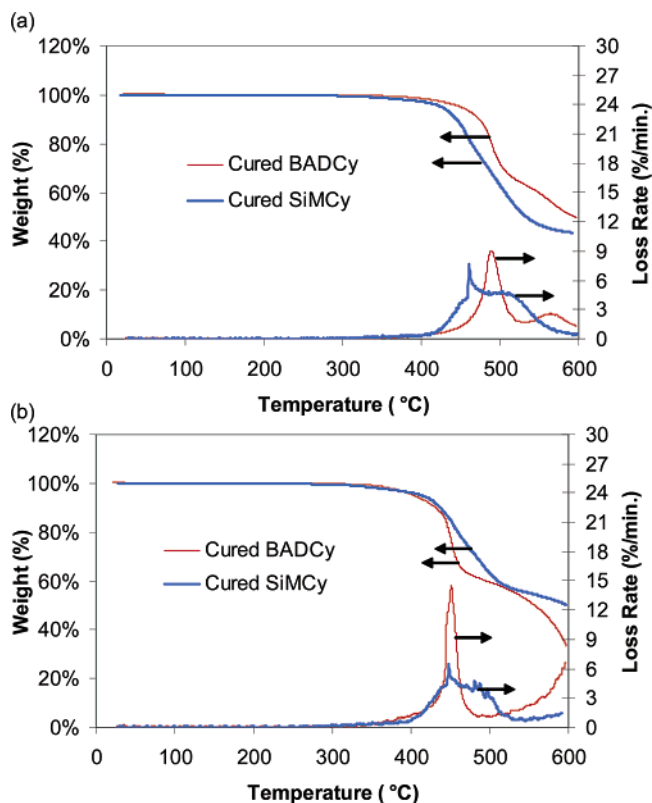 (a)
120%
100%
80%
60%
40%
20%
0%
Weight (%)
30
25
24
21
18
15
12
9
6
3
0
Loss Rate (%/min.)
Cured BADCy
Cured SiMCy
0 100 200 300 400 500 600
Temperature ( °C)
(b)
120%
100%
80%
60%
40%
20%
0%
Weight (%)
30
25
24
21
18
15
12
9
6
3
0
Loss Rate (%/min.)
Cured BADCy
Cured SiMCy
0 100 200 300 400 500 600
Temperature ( °C)